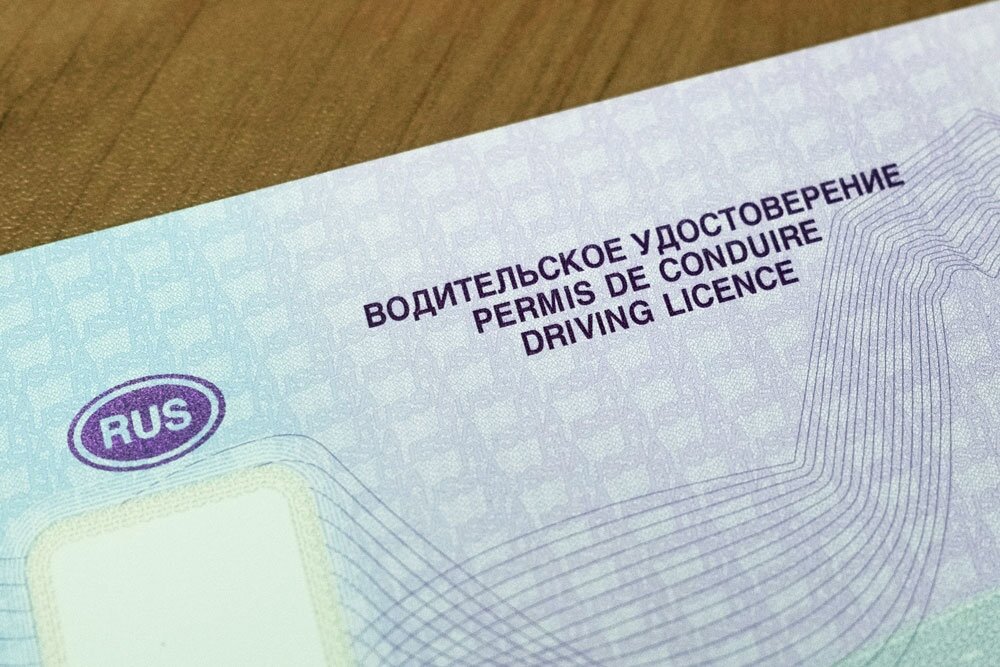 ВОДИТЕЛЬСКОЕ УДОСТОВЕРЕНИЕ
PERMIS DE CONDUIRE
DRIVING LICENCE
RUS